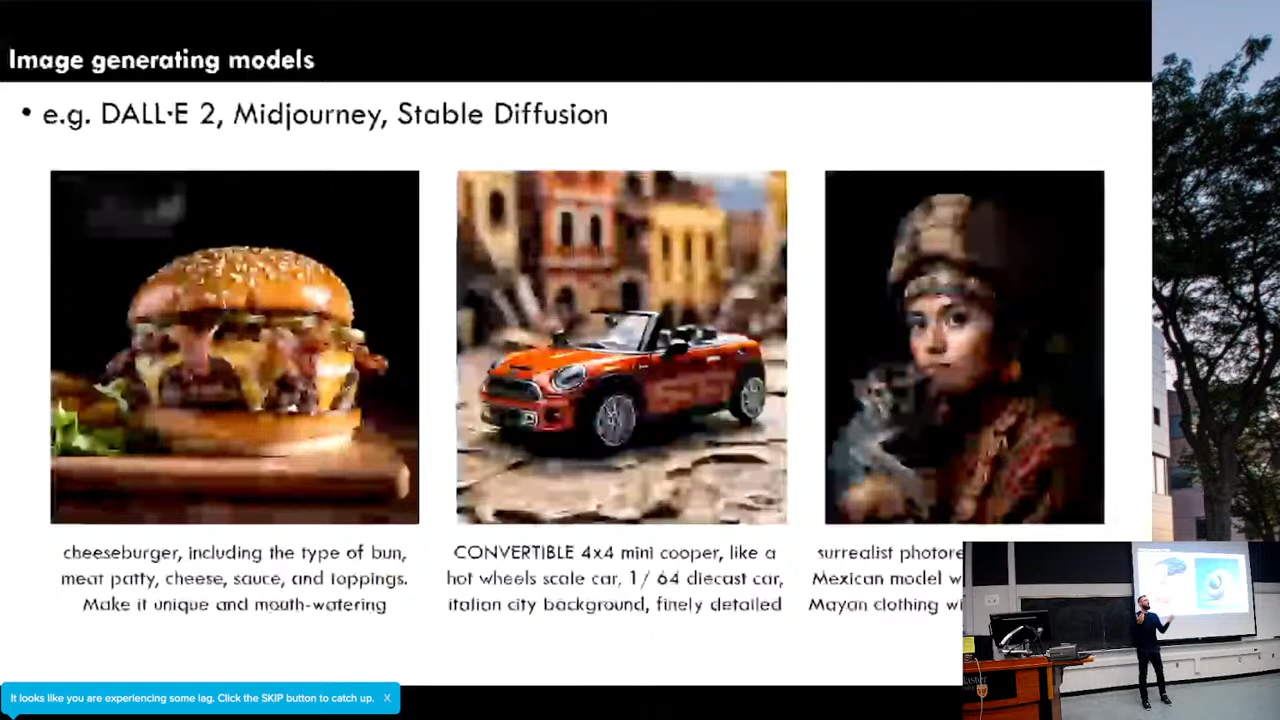 Image generating models
• e.g. DALL·E 2, Midjourney, Stable Diffusion
cheeseburger, including the type of bun,
meat patty, cheese, sauce, and toppings.
Make it unique and mouth-watering
CONVERTIBLE 4x4 mini cooper, like a
hot wheels scale car, 1/ 64 diecast car,
italian city background, finely detailed
surrealist
Mexican model
Mayan clothing
It looks like you are experiencing some lag. Click the SKIP button to catch up. X